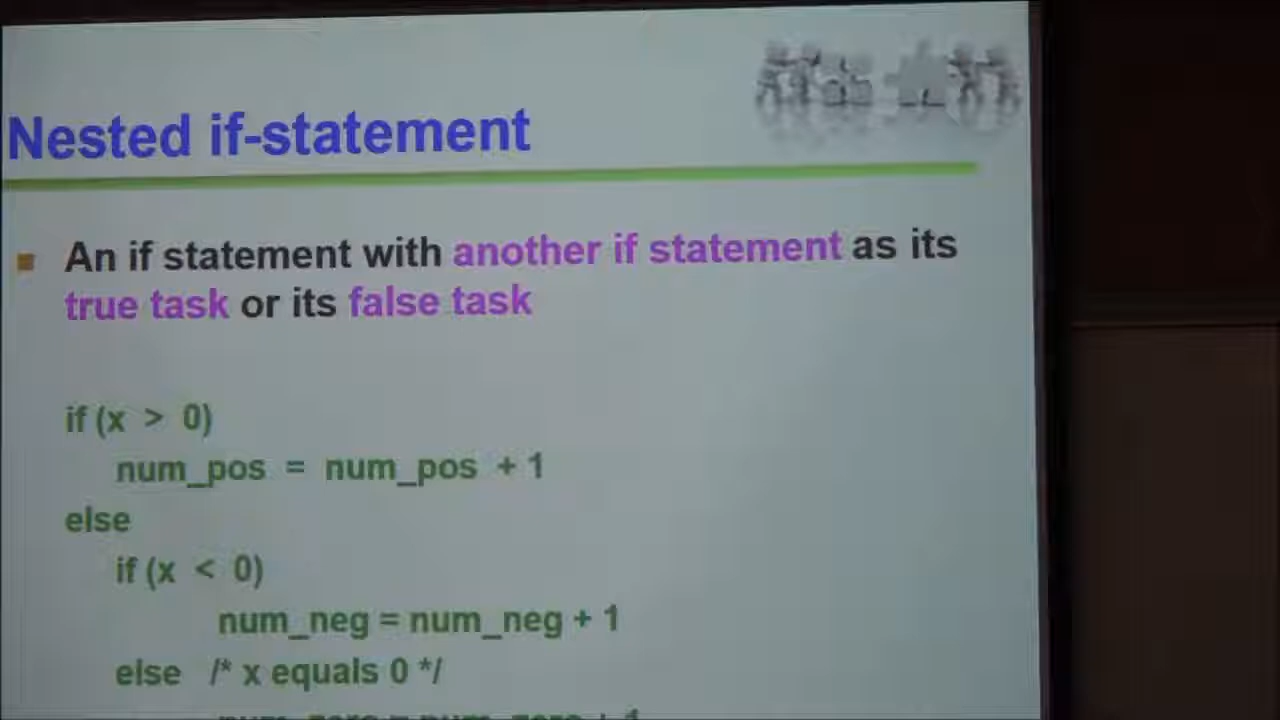 Nested if-statement
An if statement with another if statement as its
true task or its false task
if (x > 0)
num_pos = num_pos + 1
else
if (x < 0)
num_neg = num_neg + 1
else /* x equals 0 */